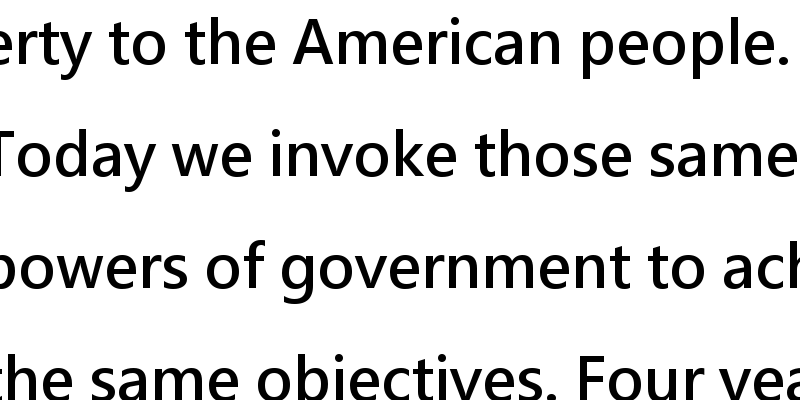 erty to the American people.
Today we invoke those same
powers of government to ach
the same objectives. Four yea